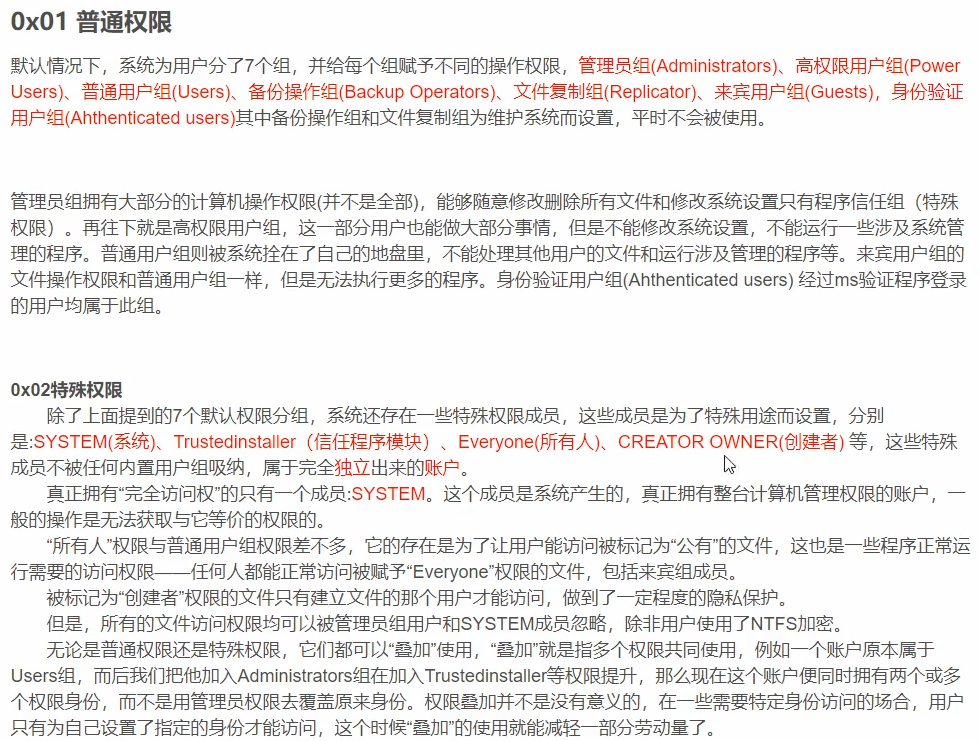 0x01 普通权限
默认情况下，系统为用户分了7个组，并给每个组赋予不同的操作权限，管理员组(Administrators)、高权限用户组(Power
Users)、普通用户组(Users)、备份操作组(Backup Operators)、文件复制组(Replicator)、来宾用户组(Guests)，身份验证
用户组(Ahthenticated users)其中备份操作组和文件复制组为维护系统而设置，平时不会被使用。
管理员组拥有大部分的计算机操作权限(并不是全部)，能够随意修改删除所有文件和修改系统设置只有程序信任组（特殊
权限）。再往下就是高权限用户组，这一部分用户也能做大部分事情，但是不能修改系统设置，不能运行一些涉及系统管
理的程序。普通用户组则被系统拴在了自己的地盘里，不能处理其他用户的文件和运行涉及管理的程序等。来宾用户组的
文件操作权限和普通用户组一样，但是无法执行更多的程序。身份验证用户组(Ahthenticated users) 经过ms验证程序登录
的用户均属于此组。
0x02特殊权限
除了上面提到的7个默认权限分组，系统还存在一些特殊权限成员，这些成员是为了特殊用途而设置，分别
是:SYSTEM(系统)、Trustedinstaller（信任程序模块）、Everyone(所有人)、CREATOR OWNER(创建者) 等，这些特殊
成员不被任何内置用户组吸纳，属于完全独立出来的账户。
真正拥有“完全访问权”的只有一个成员:SYSTEM。这个成员是系统产生的，真正拥有整台计算机管理权限的账户，一
般的操作是无法获取与它等价的权限的。
“所有人”权限与普通用户组权限差不多，它的存在是为了让用户能访问被标记为“公有”的文件，这也是一些程序正常运
行需要的访问权限——任何人都能正常访问被赋予“Everyone”权限的文件，包括来宾组成员。
被标记为“创建者”权限的文件只有建立文件的那个用户才能访问，做到了一定程度的隐私保护。
但是，所有的文件访问权限均可以被管理员组用户和SYSTEM成员忽略，除非用户使用了NTFS加密。
无论是普通权限还是特殊权限，它们都可以“叠加”使用，“叠加”就是指多个权限共同使用，例如一个账户原本属于
Users组，而后我们把他加入Administrators组在加入Trustedinstaller等权限提升，那么现在这个账户便同时拥有两个或多
个权限身份，而不是用管理员权限去覆盖原来身份。权限叠加并不是没有意义的，在一些需要特定身份访问的场合，用户
只有为自己设置了指定的身份才能访问，这个时候“叠加”的使用就能减轻一部分劳动量了。